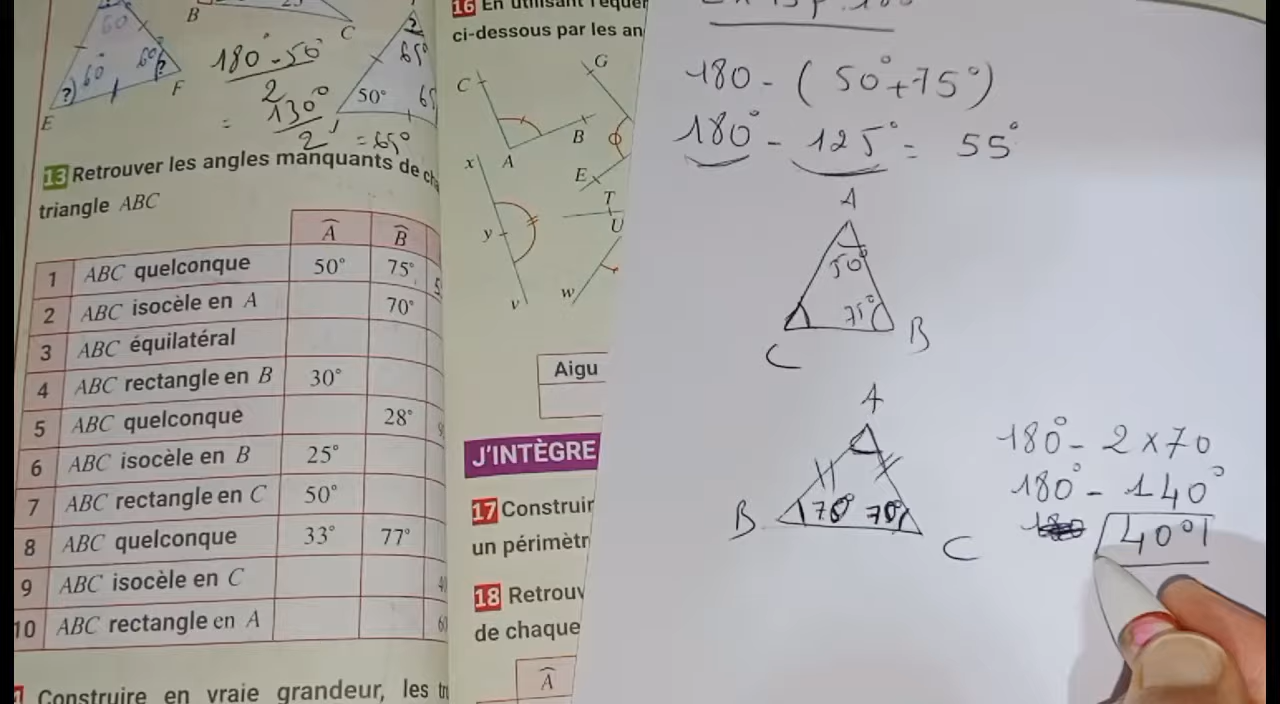 60
60°
60°
?
?
E
F
B
C
180° - 50°
2
= 130°
2
= 65°
?
65°
50°
65
13 Retrouver les angles manquants de
triangle ABC
A B
1 ABC quelconque 50° 75°
2 ABC isocèle en A 70°
3 ABC équilatéral
4 ABC rectangle en B 30°
5 ABC quelconque 28°
6 ABC isocèle en B 25°
7 ABC rectangle en C 50°
8 ABC quelconque 33° 77°
9 ABC isocèle en C
10 ABC rectangle en A
Construire en vraie grandeur, les
16 En utilisant
ci-dessous par les
G
C
B
A
E
x
T
U
y
w
v
Aigu
J'INTÈGRE
17
un
18
de chaque
A
180 - ( 50° + 75° )
180° - 125° = 55°
A
50°
75°
C
B
A
B
70° 70°
C
180° - 2 x 70
180° - 140°
40°